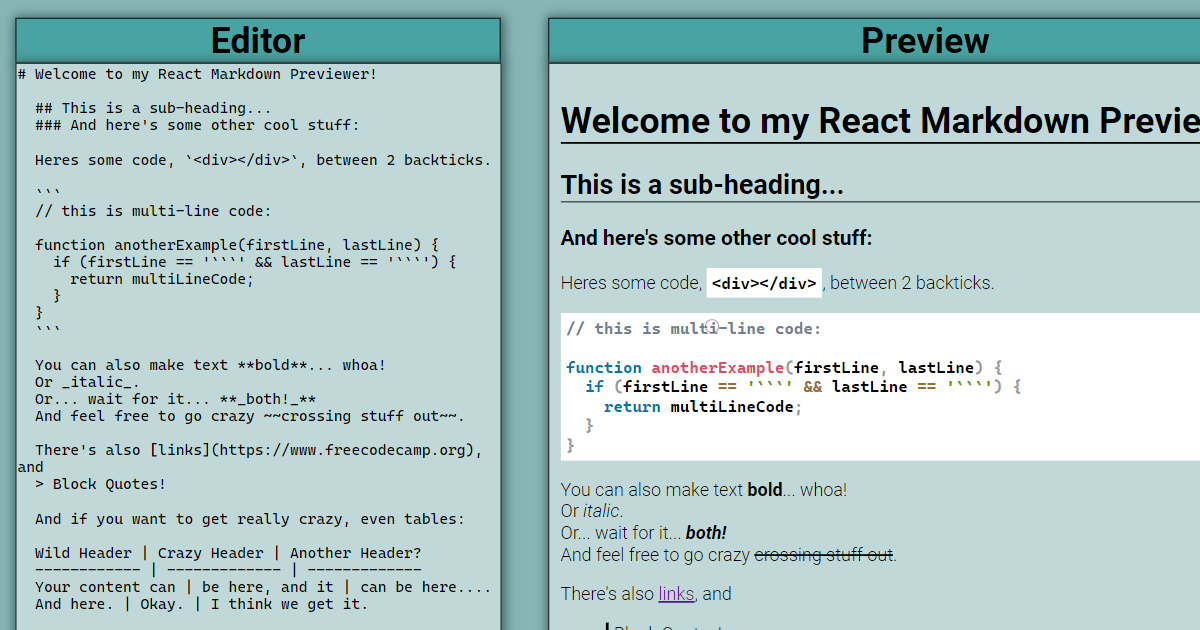 Editor
# Welcome to my React Markdown Previewer!
## This is a sub-heading...
### And here's some other cool stuff:
Heres some code, `<div></div>`, between 2 backticks.
```
// this is multi-line code:
function anotherExample(firstLine, lastLine) {
if (firstLine == '````' && lastLine == '````') {
return multiLineCode;
}
}
```
You can also make text **bold**... whoa!
Or _italic_.
Or... wait for it... **_both!_**
And feel free to go crazy ~~crossing stuff out~~.
There's also [links](https://www.freecodecamp.org),
and
> Block Quotes!
And if you want to get really crazy, even tables:
Wild Header | Crazy Header | Another Header?
------------ | ------------- | -------------
Your content can | be here, and it | can be here....
And here. | Okay. | I think we get it.
Preview
Welcome to my React Markdown Previe
This is a sub-heading...
And here's some other cool stuff:
Heres some code, <div></div>, between 2 backticks.
// this is multi-line code:
function anotherExample(firstLine, lastLine) {
if (firstLine == '````' && lastLine == '````') {
return multiLineCode;
}
}
You can also make text bold... whoa!
Or italic.
Or... wait for it... both!
And feel free to go crazy crossing stuff out.
There's also links, and